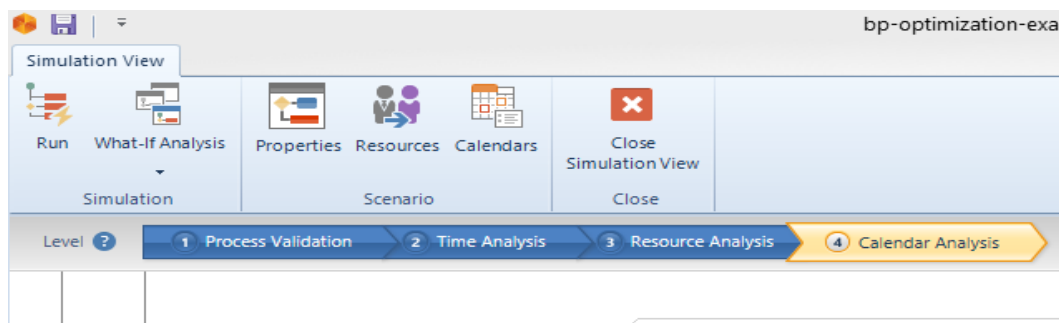 bp-optimization-exa
Simulation View
Run What-If Analysis Properties Resources Calendars Close Simulation View
Simulation Scenario Close
Level ? 1 Process Validation 2 Time Analysis 3 Resource Analysis 4 Calendar Analysis